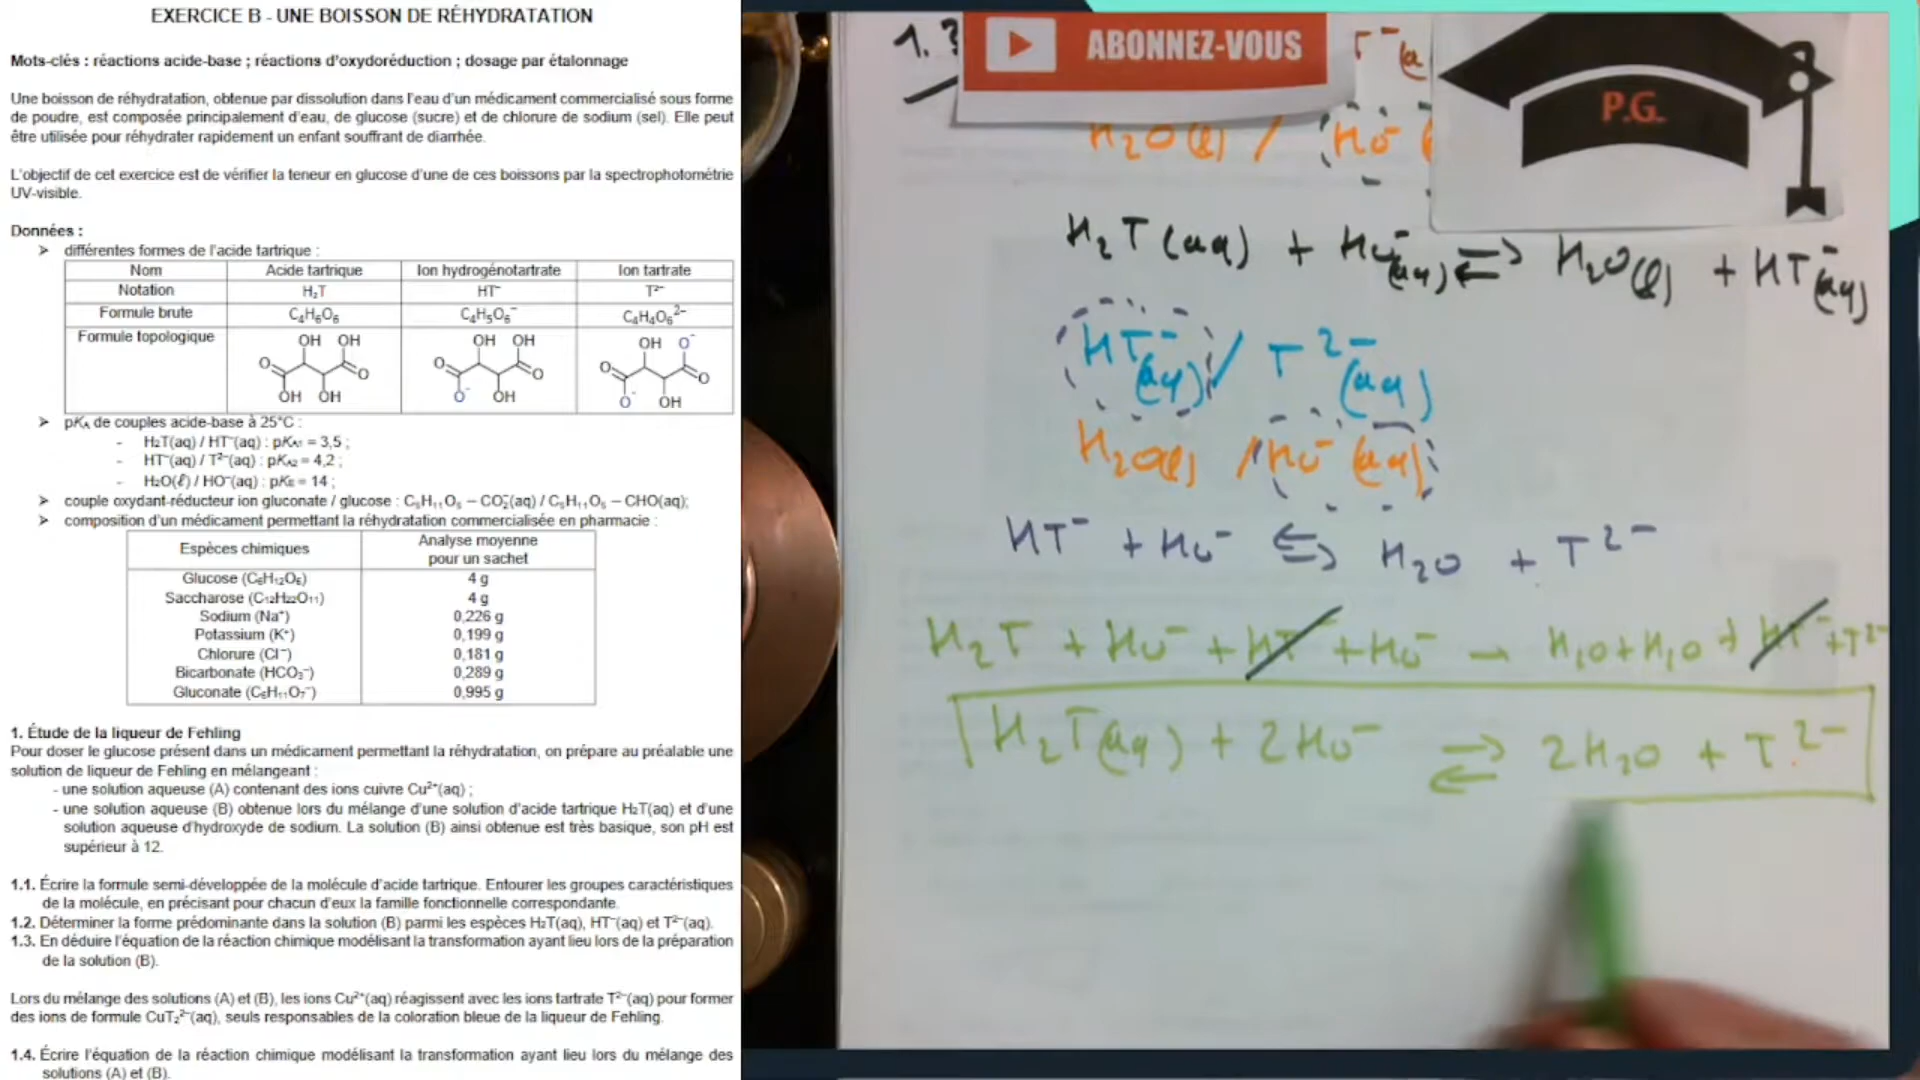 EXERCICE B - UNE BOISSON DE RÉHYDRATATION
Mots-clés : réactions acide-base ; réactions d'oxydoréduction ; dosage par étalonnage
Une boisson de réhydratation, obtenue par dissolution dans l'eau d'un médicament commercialisé sous forme
de poudre, est composée principalement d'eau, de glucose (sucre) et de chlorure de sodium (sel). Elle peut
être utilisée pour réhydrater rapidement un enfant souffrant de diarrhée.
L'objectif de cet exercice est de vérifier la teneur en glucose d'une de ces boissons par la spectrophotométrie
UV-visible.
Données :
➢ différentes formes de l'acide tartrique :
Nom Acide tartrique Ion hydrogénotartrate Ion tartrate
Notation H₂T HT⁻ T²⁻
Formule brute C₄H₆O₆ C₄H₅O₆⁻ C₄H₄O₆²⁻
Formule topologique
OH OH OH OH OH O⁻
O O O O O O
OH OH O⁻ OH O⁻ OH
➢ pKA de couples acide-base à 25°C :
- H₂T(aq) / HT⁻(aq) : pKA1 = 3,5 ;
- HT⁻(aq) / T²⁻(aq) : pKA2 = 4,2 ;
- H₂O(ℓ) / HO⁻(aq) : pKE = 14 ;
➢ couple oxydant-réducteur ion gluconate / glucose : C₅H₁₁O₅ – CO₂⁻(aq) / C₅H₁₁O₅ – CHO(aq);
➢ composition d'un médicament permettant la réhydratation commercialisée en pharmacie :
Espèces chimiques Analyse moyenne
pour un sachet
Glucose (C₆H₁₂O₆) 4 g
Saccharose (C₁₂H₂₂O₁₁) 4 g
Sodium (Na⁺) 0,226 g
Potassium (K⁺) 0,199 g
Chlorure (Cl⁻) 0,181 g
Bicarbonate (HCO₃⁻) 0,289 g
Gluconate (C₆H₁₁O₇⁻) 0,995 g
1. Étude de la liqueur de Fehling
Pour doser le glucose présent dans un médicament permettant la réhydratation, on prépare au préalable une
solution de liqueur de Fehling en mélangeant :
- une solution aqueuse (A) contenant des ions cuivre Cu²⁺(aq) ;
- une solution aqueuse (B) obtenue lors du mélange d'une solution d'acide tartrique H₂T(aq) et d'une
solution aqueuse d'hydroxyde de sodium. La solution (B) ainsi obtenue est très basique, son pH est
supérieur à 12.
1.1. Écrire la formule semi-développée de la molécule d'acide tartrique. Entourer les groupes caractéristiques
de la molécule, en précisant pour chacun d'eux la famille fonctionnelle correspondante.
1.2. Déterminer la forme prédominante dans la solution (B) parmi les espèces H₂T(aq), HT⁻(aq) et T²⁻(aq).
1.3. En déduire l'équation de la réaction chimique modélisant la transformation ayant lieu lors de la préparation
de la solution (B).
Lors du mélange des solutions (A) et (B), les ions Cu²⁺(aq) réagissent avec les ions tartrate T²⁻(aq) pour former
des ions de formule CuT₂²⁻(aq), seuls responsables de la coloration bleue de la liqueur de Fehling.
1.4. Écrire l'équation de la réaction chimique modélisant la transformation ayant lieu lors du mélange des
solutions (A) et (B).
ABONNEZ-VOUS
P.G.
H₂O(l) / HO⁻
H₂T(aq) + HO⁻(aq) ⇌ H₂O(l) + HT⁻(aq)
HT⁻(aq) / T²⁻(aq)
H₂O(l) / HO⁻(aq)
HT⁻ + HO⁻ ⇌ H₂O + T²⁻
H₂T + HO⁻ + HT⁻ + HO⁻ → H₂O + H₂O + HT⁻ + T²⁻
H₂T(aq) + 2HO⁻ ⇌ 2H₂O + T²⁻